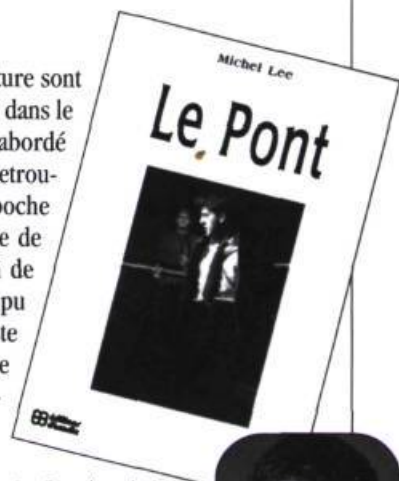 ture sont
dans le
abordé
etrou-
poche
e de
de
pu
te
e
Michel Lee
Le Pont